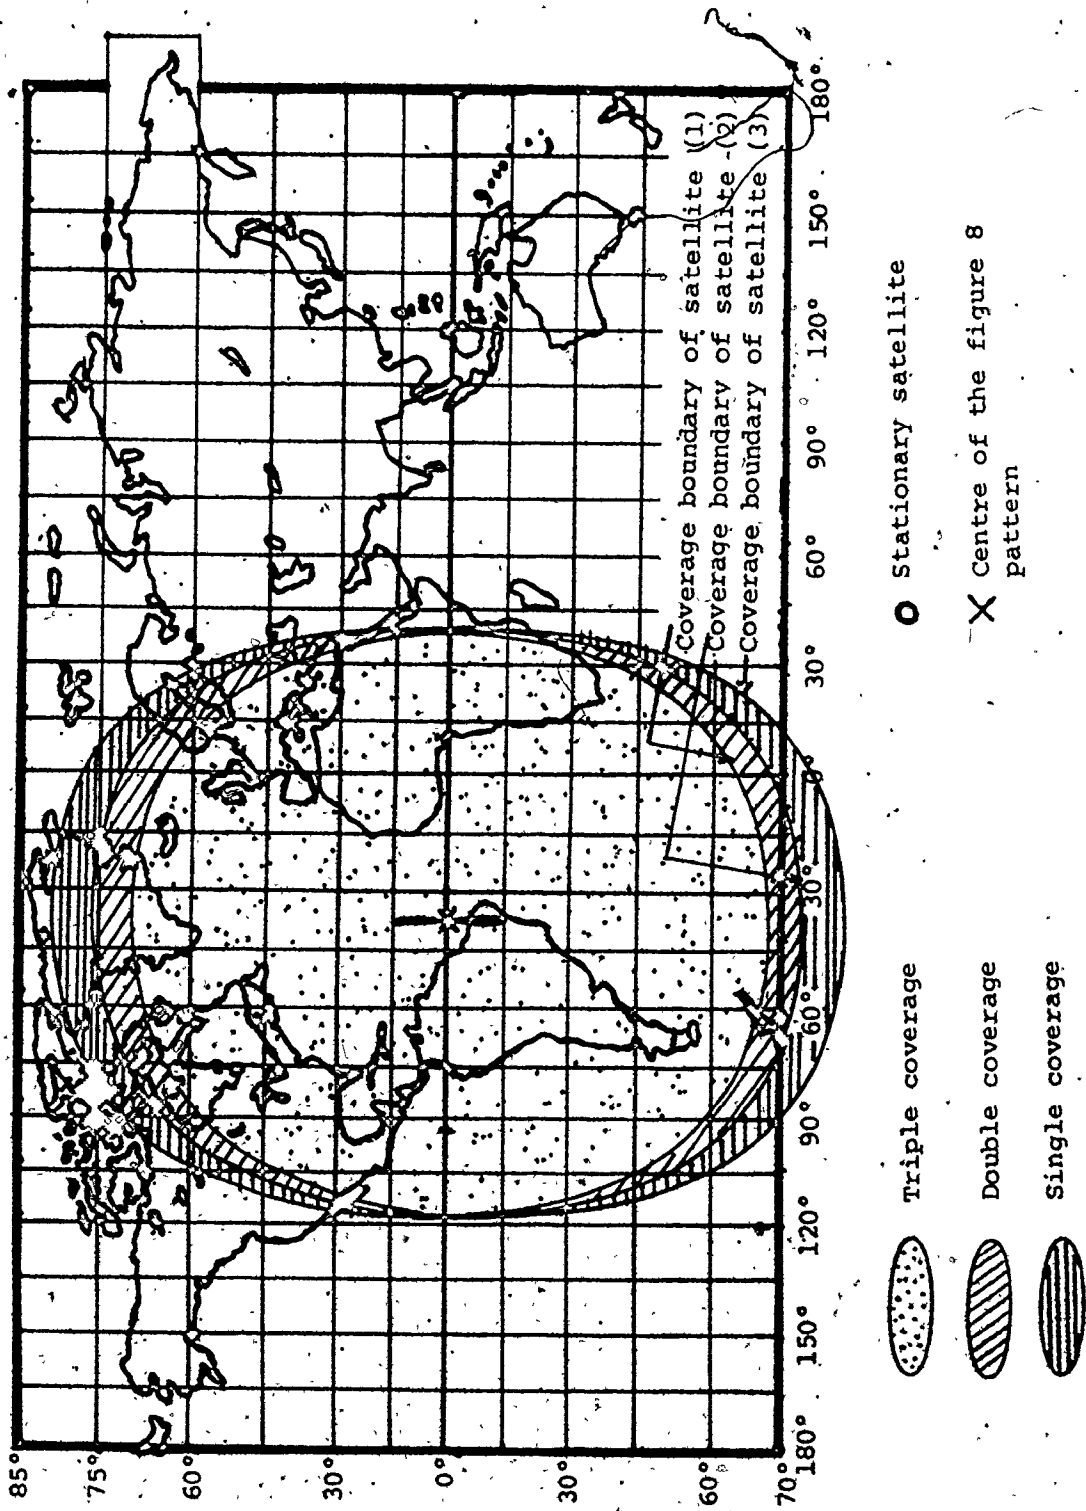 85°
75°
60°
30°
0°
30°
60°
70°
Coverage boundary of satellite (1)
Coverage boundary of satellite (2)
Coverage boundary of satellite (3)
180°
150°
120°
90°
60°
30°
0°
30°
60°
90°
120°
150°
180°
Triple coverage
Double coverage
Single coverage
Stationary satellite
Centre of the figure 8
pattern